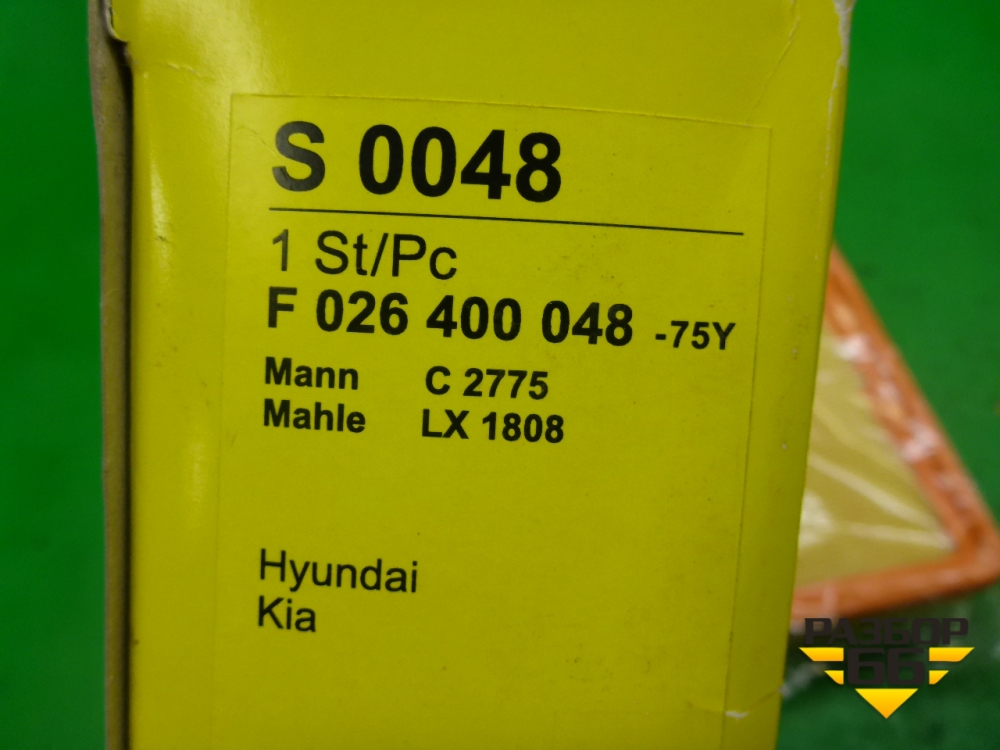 S 0048
1 St/Pc
F 026 400 048 -75Y
Mann C 2775
Mahle LX 1808
Hyundai
Kia
РАЗБОР
66